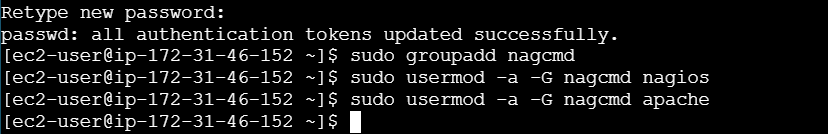 Retype new password:
passwd: all authentication tokens updated successfully.
[ec2-user@ip-172-31-46-152 ~]$ sudo groupadd nagcmd
[ec2-user@ip-172-31-46-152 ~]$ sudo usermod -a -G nagcmd nagios
[ec2-user@ip-172-31-46-152 ~]$ sudo usermod -a -G nagcmd apache
[ec2-user@ip-172-31-46-152 ~]$